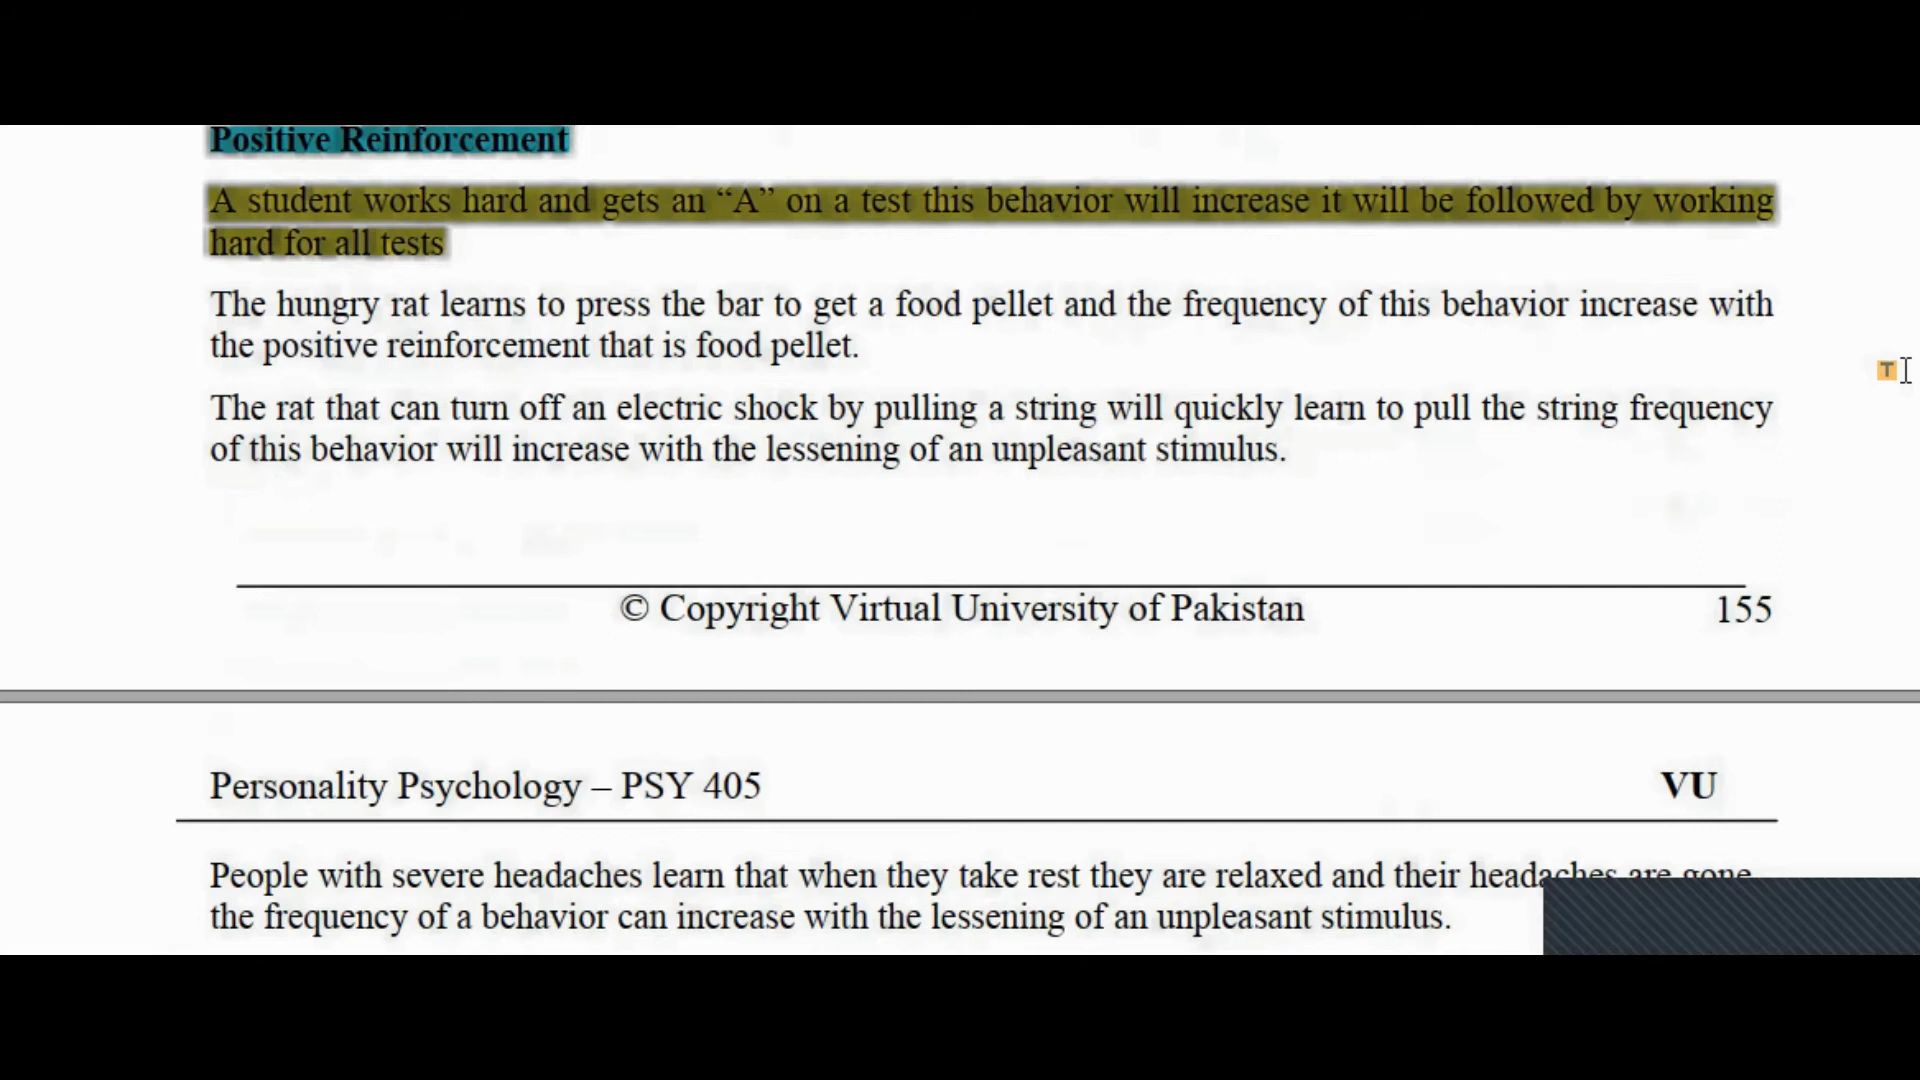 Positive Reinforcement
A student works hard and gets an “A” on a test this behavior will increase it will be followed by working
hard for all tests
The hungry rat learns to press the bar to get a food pellet and the frequency of this behavior increase with
the positive reinforcement that is food pellet.
The rat that can turn off an electric shock by pulling a string will quickly learn to pull the string frequency
of this behavior will increase with the lessening of an unpleasant stimulus.
© Copyright Virtual University of Pakistan 155
Personality Psychology – PSY 405 VU
People with severe headaches learn that when they take rest they are relaxed and their headaches are gone
the frequency of a behavior can increase with the lessening of an unpleasant stimulus.
T